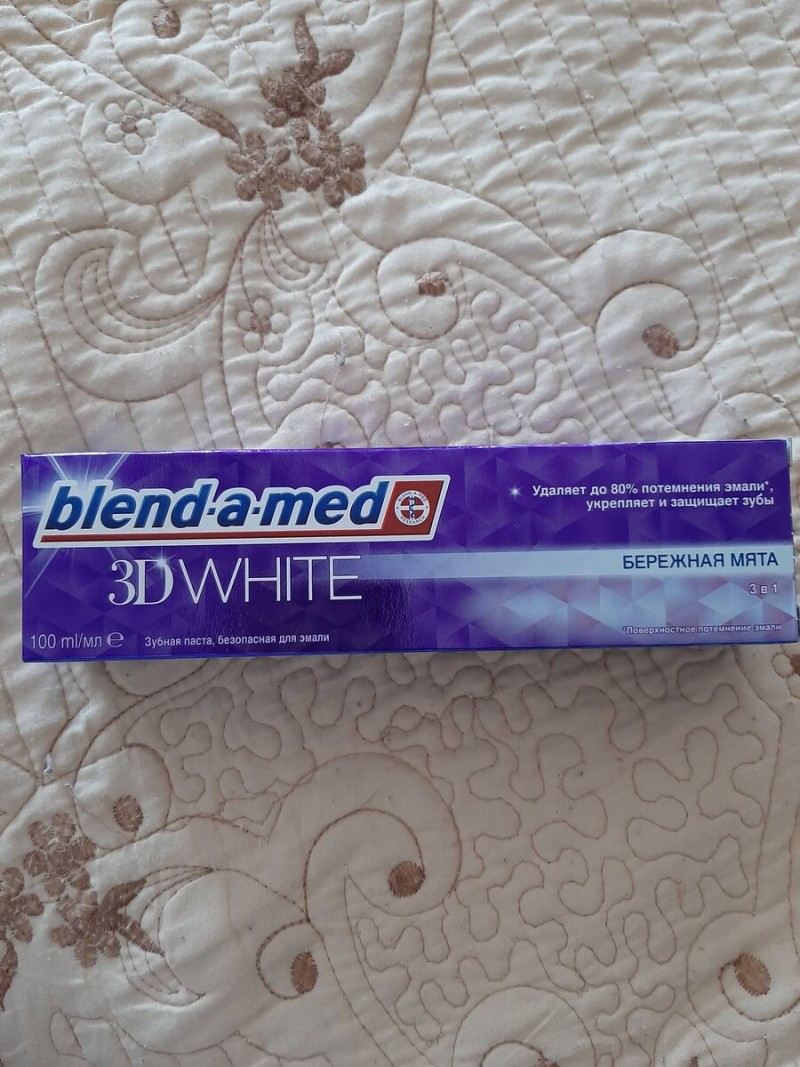 blend-a-med
Удаляет до 80% потемнения эмали*,
укрепляет и защищает зубы
3D WHITE
БЕРЕЖНАЯ МЯТА
3 в 1
100 ml/мл ℮
Зубная паста, безопасная для эмали
*Поверхностное потемнение эмали